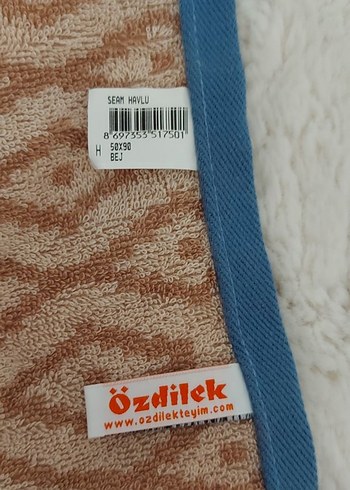 SEAM HAVLU
8 697353 517501
H 50X90
BEJ
Özdilek
www.ozdilekteyim.com